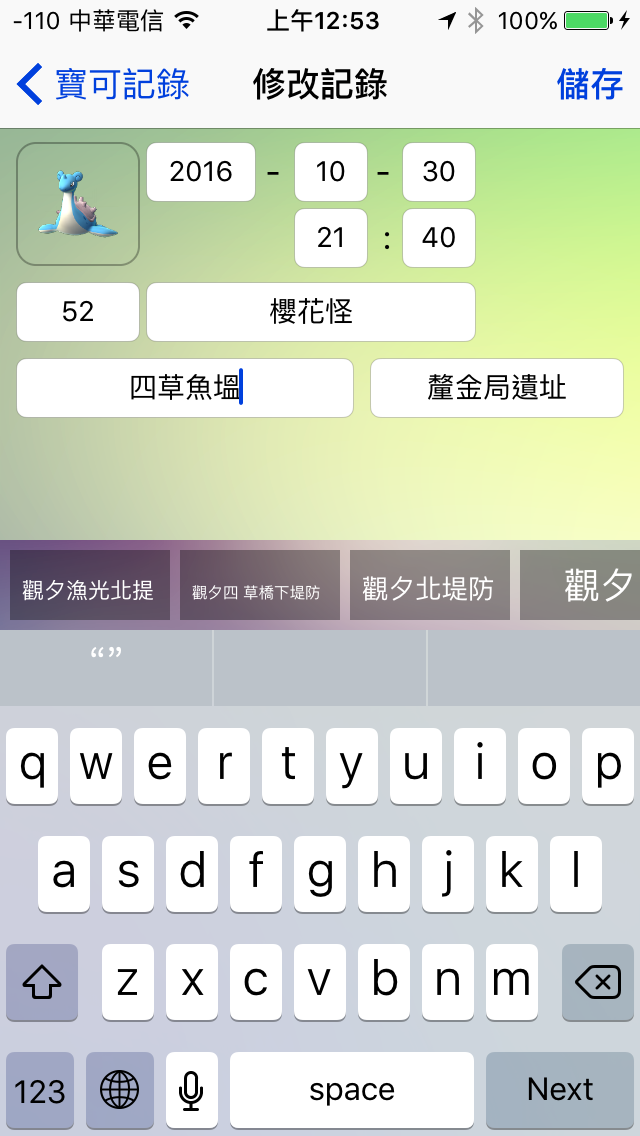 -110 中華電信 上午12:53 100%
寶可記錄 修改記錄 儲存
2016 - 10 - 30
21 : 40
52 櫻花怪
四草魚塭 釐金局遺址
觀夕漁光北提 觀夕四 草橋下堤防 觀夕北堤防 觀夕
“”
q w e r t y u i o p
a s d f g h j k l
z x c v b n m
123 space Next